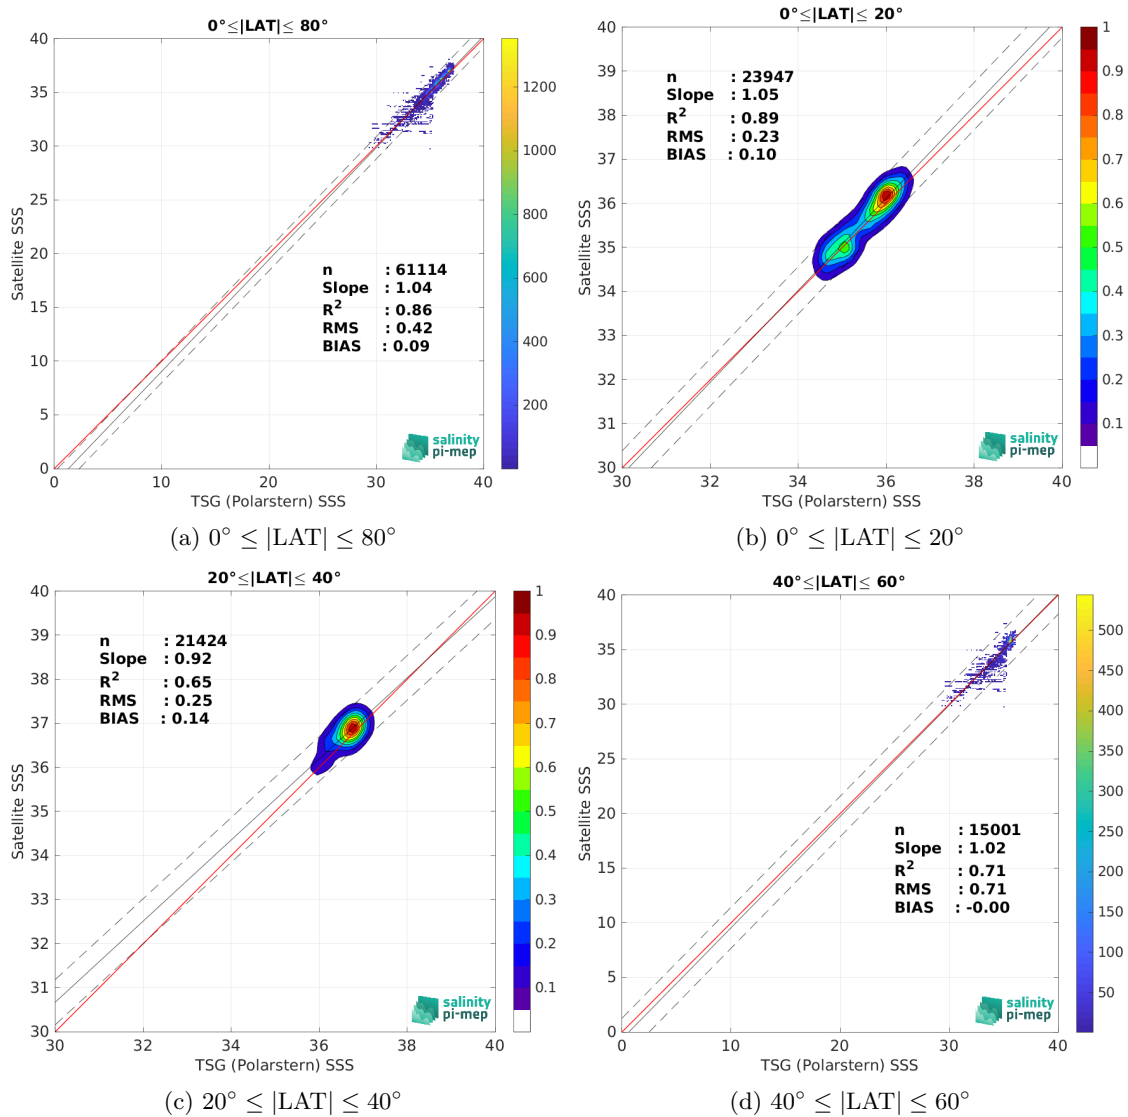 0°≤|LAT|≤ 80°
40
35
30
25
20
15
10
5
0
Satellite SSS
n : 61114
Slope : 1.04
R² : 0.86
RMS : 0.42
BIAS : 0.09
salinity
pi-mep
0 10 20 30 40
TSG (Polarstern) SSS
1200
1000
800
600
400
200
(a) 0° ≤ |LAT| ≤ 80°
0°≤|LAT|≤ 20°
40
39
38
37
36
35
34
33
32
31
30
Satellite SSS
n : 23947
Slope : 1.05
R² : 0.89
RMS : 0.23
BIAS : 0.10
salinity
pi-mep
30 32 34 36 38 40
TSG (Polarstern) SSS
1
0.9
0.8
0.7
0.6
0.5
0.4
0.3
0.2
0.1
(b) 0° ≤ |LAT| ≤ 20°
20°≤|LAT|≤ 40°
40
39
38
37
36
35
34
33
32
31
30
Satellite SSS
n : 21424
Slope : 0.92
R² : 0.65
RMS : 0.25
BIAS : 0.14
salinity
pi-mep
30 32 34 36 38 40
TSG (Polarstern) SSS
1
0.9
0.8
0.7
0.6
0.5
0.4
0.3
0.2
0.1
(c) 20° ≤ |LAT| ≤ 40°
40°≤|LAT|≤ 60°
40
35
30
25
20
15
10
5
0
Satellite SSS
n : 15001
Slope : 1.02
R² : 0.71
RMS : 0.71
BIAS : -0.00
salinity
pi-mep
0 10 20 30 40
TSG (Polarstern) SSS
500
450
400
350
300
250
200
150
100
50
(d) 40° ≤ |LAT| ≤ 60°